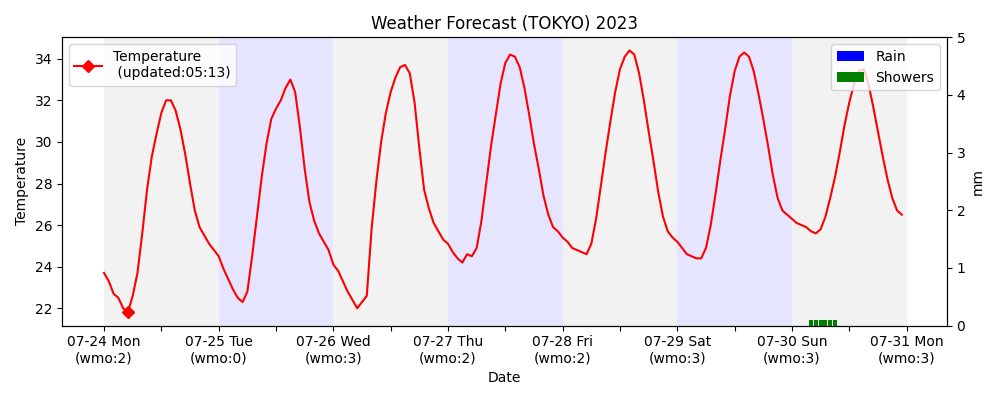 Weather Forecast (TOKYO) 2023
Temperature
(updated:05:13)
Rain
Showers
Temperature
34
32
30
28
26
24
22
5
4
3
2
1
0
mm
07-24 Mon 07-25 Tue 07-26 Wed 07-27 Thu 07-28 Fri 07-29 Sat 07-30 Sun 07-31 Mon
(wmo:2) (wmo:0) (wmo:3) (wmo:2) (wmo:2) (wmo:3) (wmo:3) (wmo:3)
Date